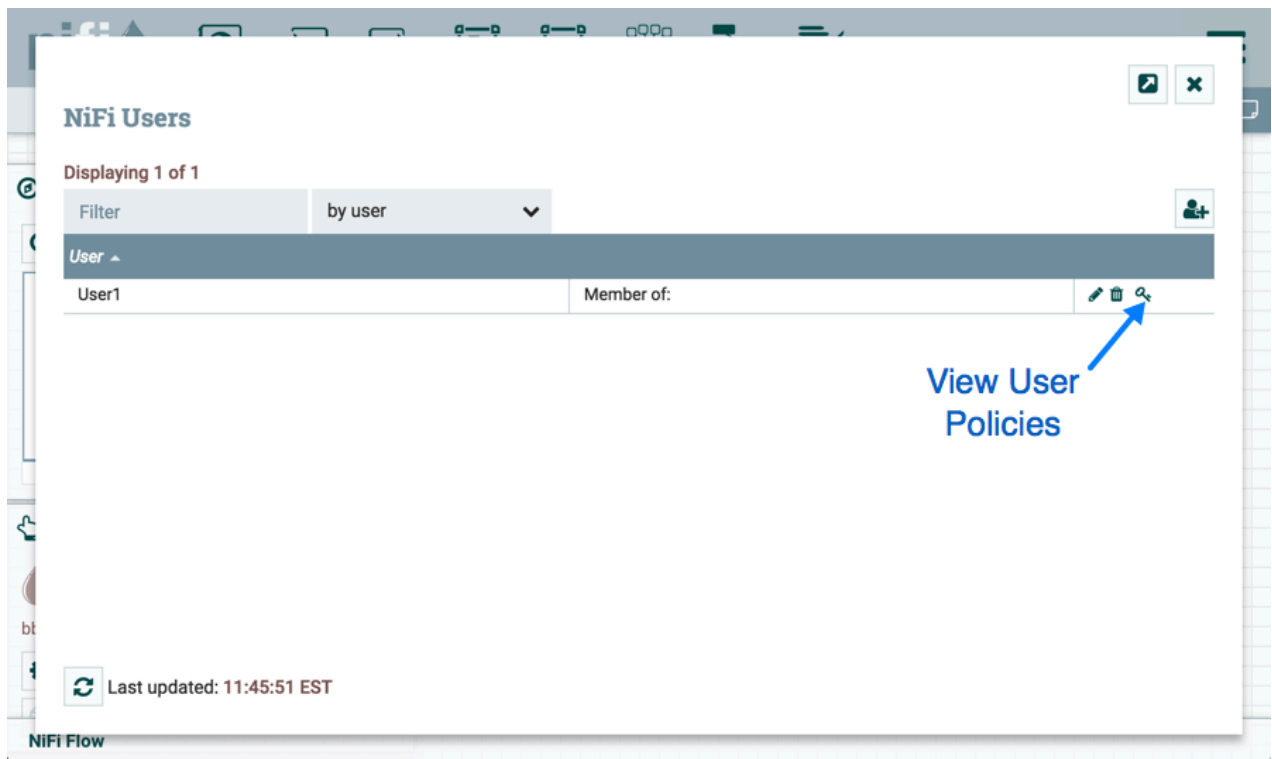 NiFi Users
Displaying 1 of 1
Filter
by user
User
User1
Member of:
View User
Policies
Last updated: 11:45:51 EST
NiFi Flow